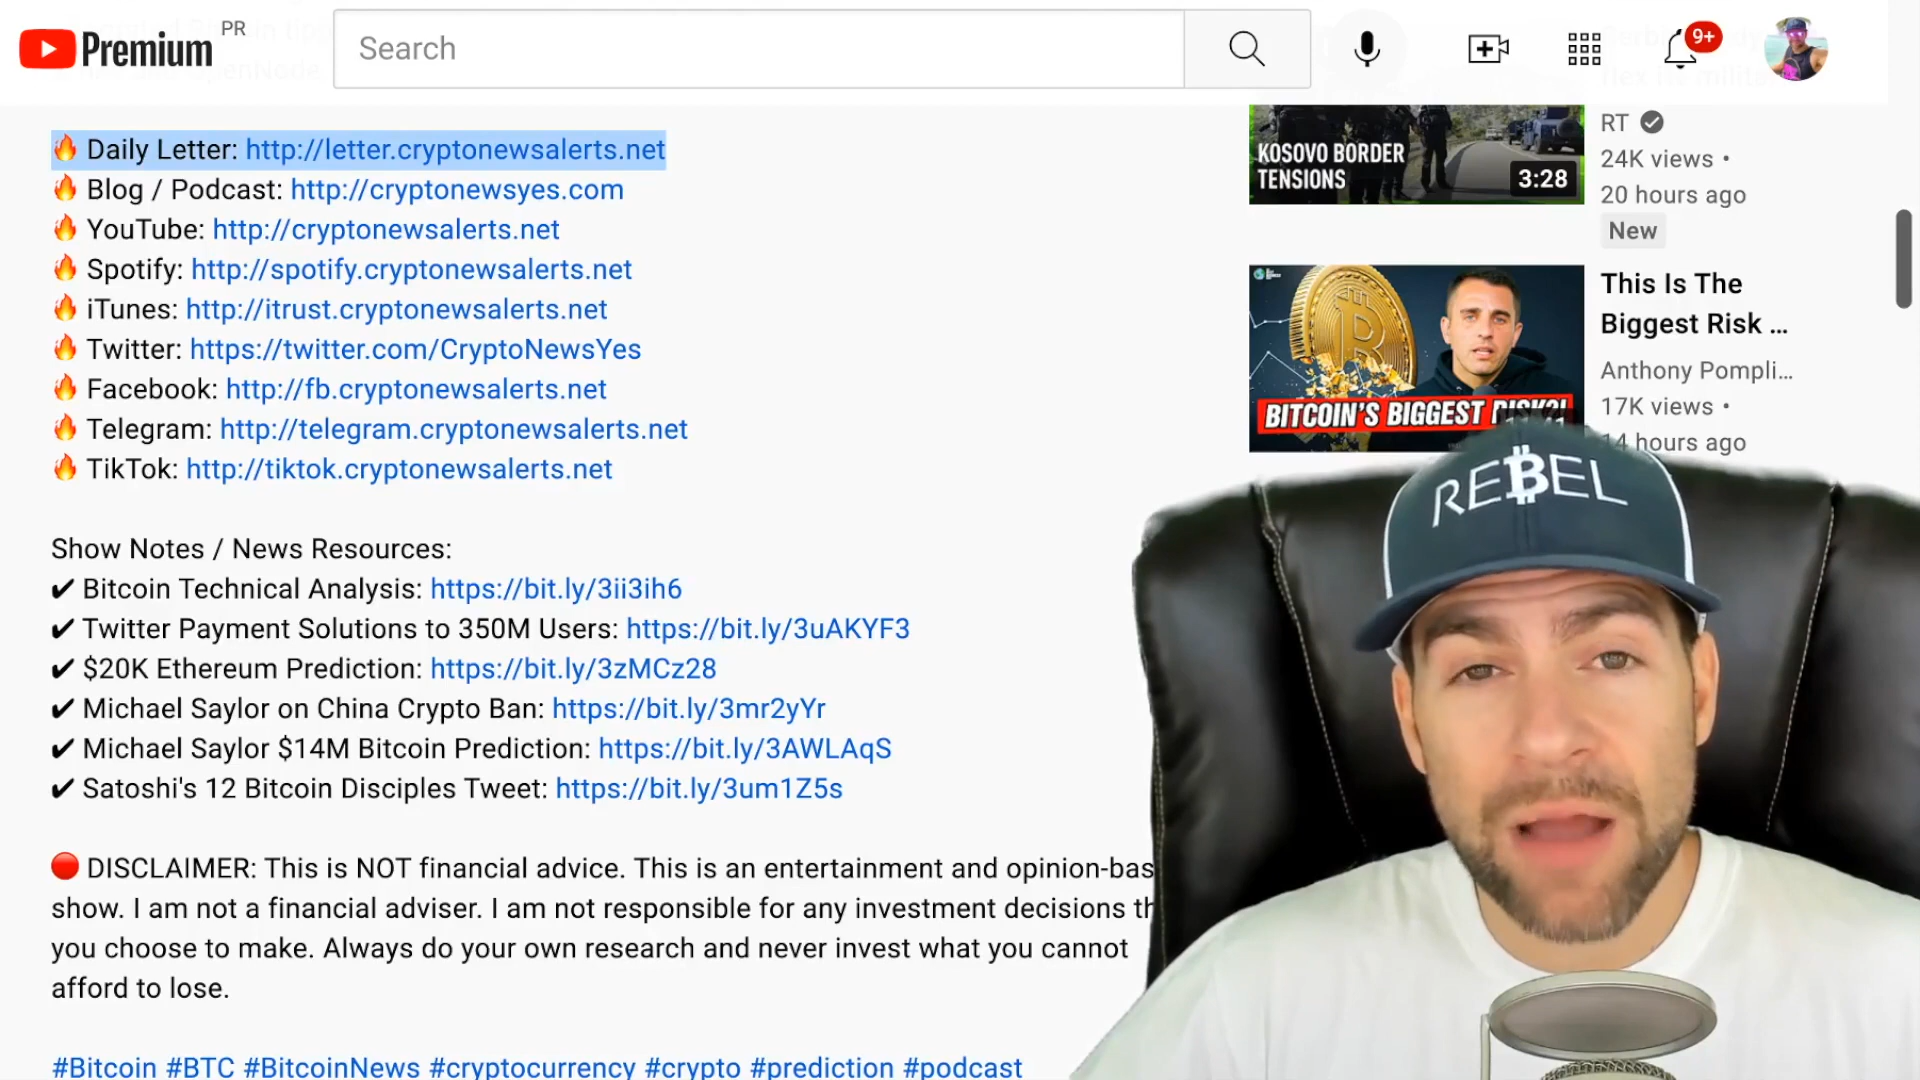 Premium PR
Search
9+
🔥 Daily Letter: http://letter.cryptonewsalerts.net
🔥 Blog / Podcast: http://cryptonewsyes.com
🔥 YouTube: http://cryptonewsalerts.net
🔥 Spotify: http://spotify.cryptonewsalerts.net
🔥 iTunes: http://itrust.cryptonewsalerts.net
🔥 Twitter: https://twitter.com/CryptoNewsYes
🔥 Facebook: http://fb.cryptonewsalerts.net
🔥 Telegram: http://telegram.cryptonewsalerts.net
🔥 TikTok: http://tiktok.cryptonewsalerts.net
Show Notes / News Resources:
✔ Bitcoin Technical Analysis: https://bit.ly/3ii3ih6
✔ Twitter Payment Solutions to 350M Users: https://bit.ly/3uAKYF3
✔ $20K Ethereum Prediction: https://bit.ly/3zMCz28
✔ Michael Saylor on China Crypto Ban: https://bit.ly/3mr2yYr
✔ Michael Saylor $14M Bitcoin Prediction: https://bit.ly/3AWLAqS
✔ Satoshi's 12 Bitcoin Disciples Tweet: https://bit.ly/3um1Z5s
🔴 DISCLAIMER: This is NOT financial advice. This is an entertainment and opinion-bas
show. I am not a financial adviser. I am not responsible for any investment decisions th
you choose to make. Always do your own research and never invest what you cannot
afford to lose.
#Bitcoin #BTC #BitcoinNews #cryptocurrency #crypto #prediction #podcast
KOSOVO BORDER
TENSIONS
3:28
RT
24K views •
20 hours ago
New
BITCOIN'S BIGGEST
This Is The
Biggest Risk ...
Anthony Pompli...
17K views •
14 hours ago
REBEL